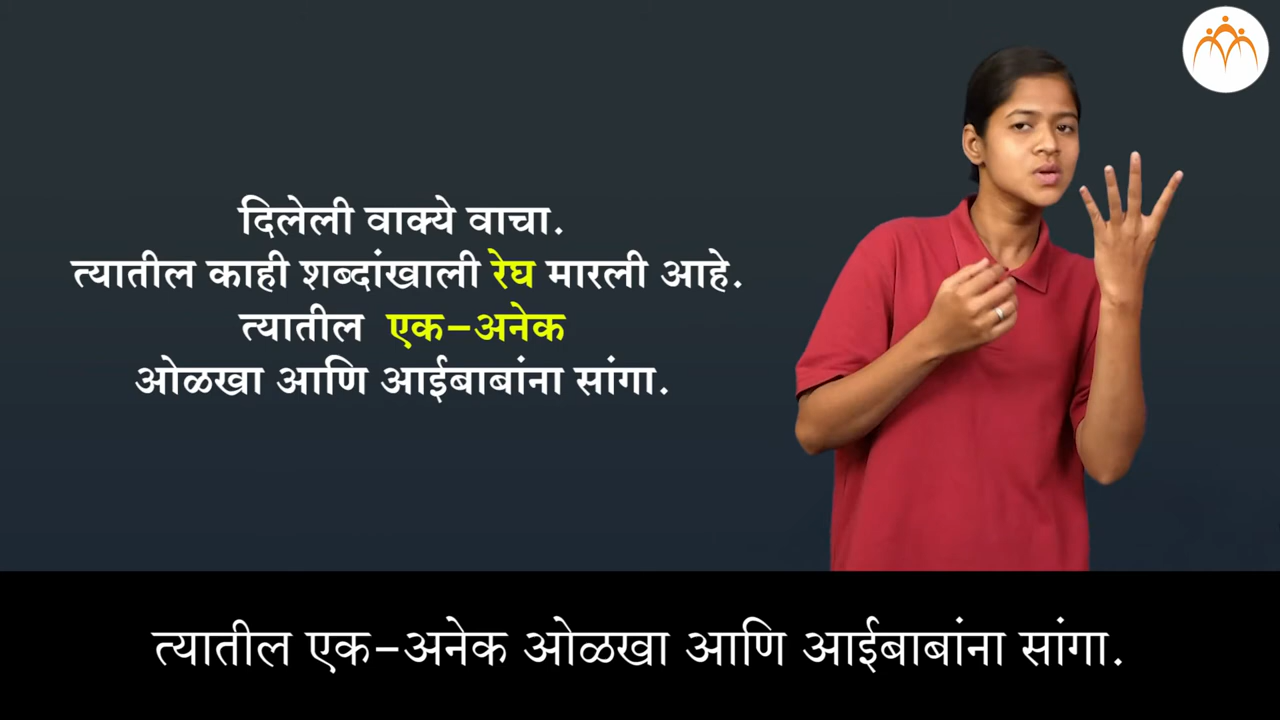 दिलेली वाक्ये वाचा.
त्यातील काही शब्दांखाली रेघ मारली आहे.
त्यातील एक-अनेक
ओळखा आणि आईबाबांना सांगा.
त्यातील एक-अनेक ओळखा आणि आईबाबांना सांगा.